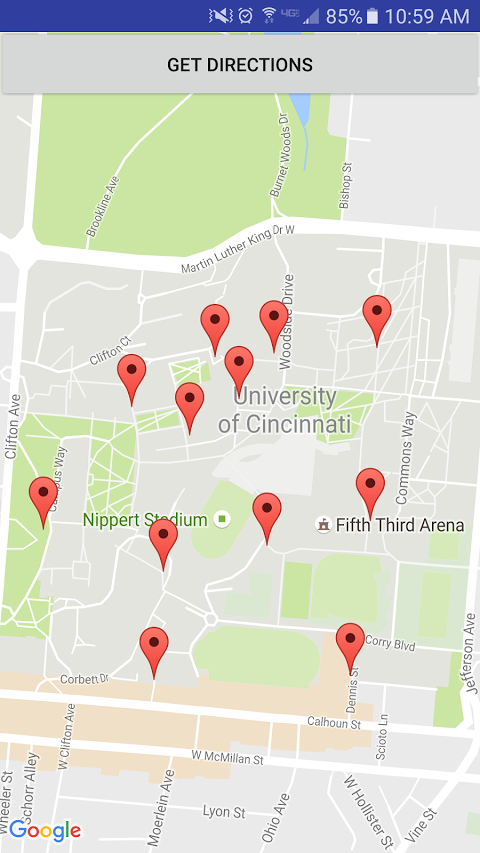 4G
85% 10:59 AM
GET DIRECTIONS
Burnet Woods Dr
Bishop St
Brookline Ave
Martin Luther King Dr W
Woodside Drive
Clifton Ct
Clifton Ave
University
of Cincinnati
Commons Way
Campus Way
Nippert Stadium
Fifth Third Arena
Corry Blvd
Jefferson Ave
Corbett Dr
Dennis St
Calhoun St
W Clifton Ave
Scioto Ln
W McMillan St
Wheeler St
Schorr Alley
Moerlein Ave
Lyon St
Ohio Ave
W Hollister St
Vine St
Google